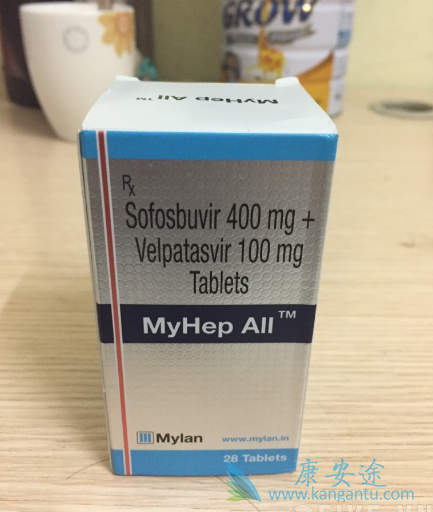 GROW
MyHep All™
Rx
Sofosbuvir 400 mg +
Velpatasvir 100 mg
Tablets
MyHep All™
Mylan
www.mylan.in
28 Tablets
康安途
www.kangantu.com